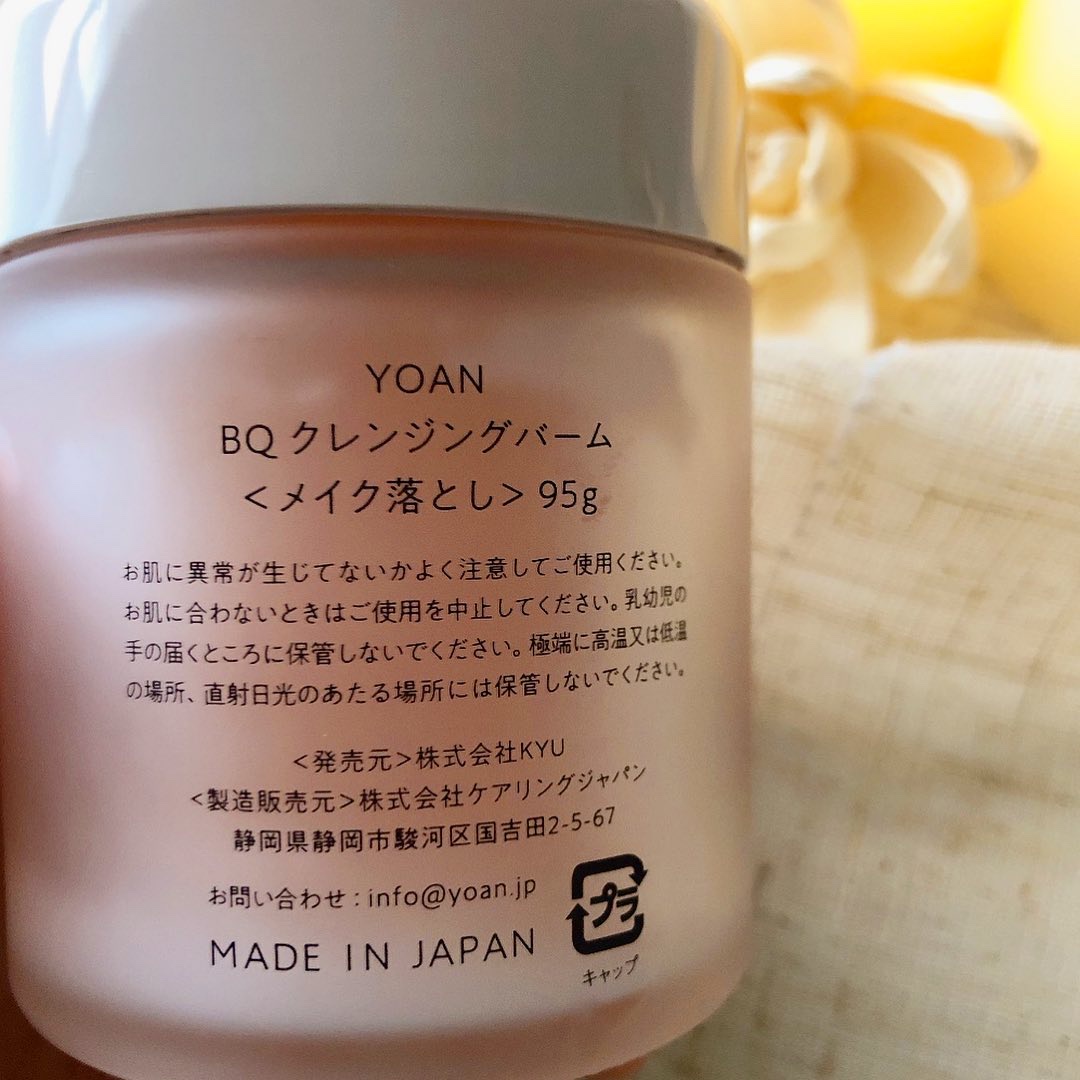 YOAN
BQ クレンジングバーム
<メイク落とし> 95g
お肌に異常が生じてないかよく注意してご使用ください。
お肌に合わないときはご使用を中止してください。乳幼児の
手の届くところに保管しないでください。極端に高温又は低温
の場所、直射日光のあたる場所には保管しないでください。
<発売元>株式会社KYU
<製造販売元>株式会社ケアリングジャパン
静岡県静岡市駿河区国吉田2-5-67
お問い合わせ : info@yoan.jp
MADE IN JAPAN
プラ
キャップ